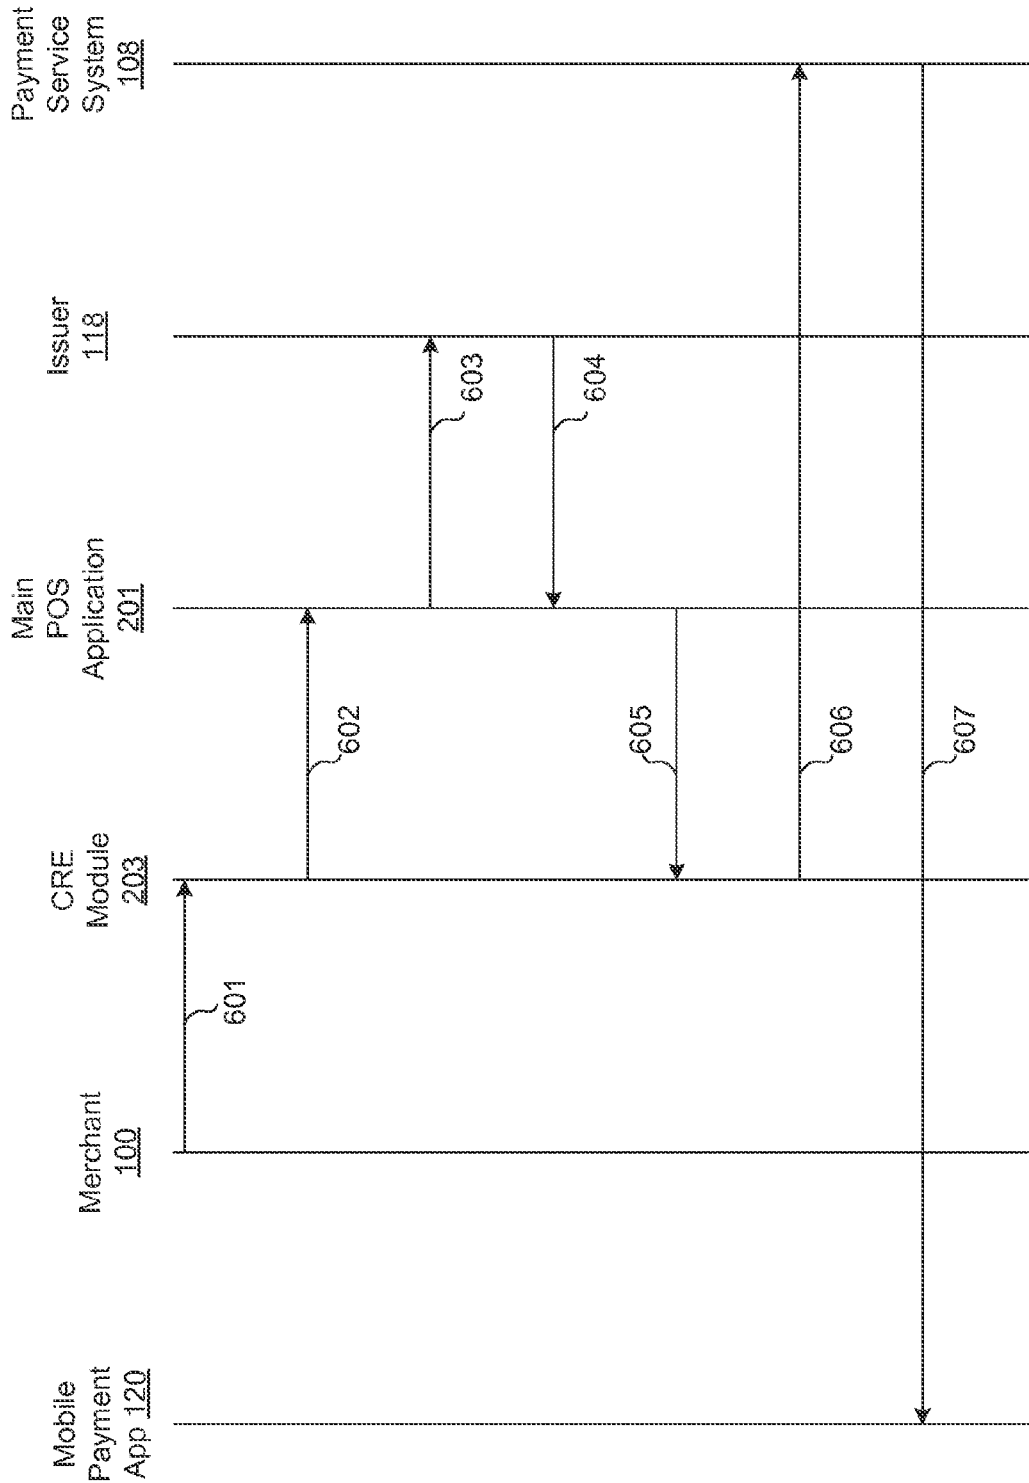 Mobile
Payment
App 120
Merchant
100
CRE
Module
203
Main
POS
Application
201
Issuer
118
Payment
Service
System
108
601
602
603
604
605
606
607